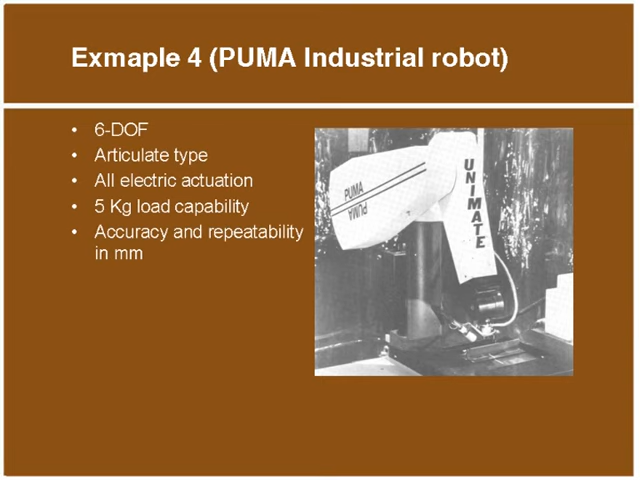 Exmaple 4 (PUMA Industrial robot)
• 6-DOF
• Articulate type
• All electric actuation
• 5 Kg load capability
• Accuracy and repeatability
in mm
PUMA
PUMA
UNIMATE